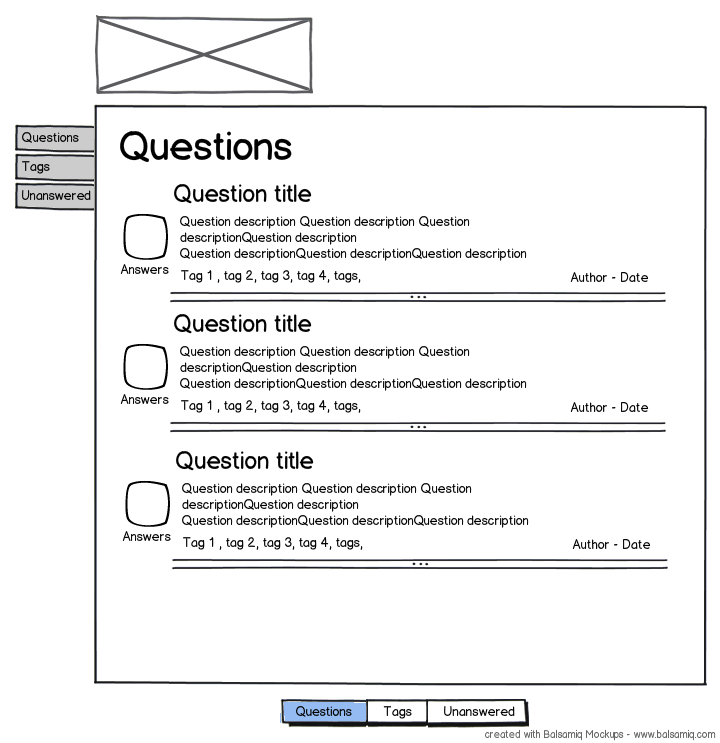 Questions
Tags
Unanswered
Questions
Question title
Question description Question description Question
descriptionQuestion description
Question descriptionQuestion descriptionQuestion description
Answers
Tag 1 , tag 2, tag 3, tag 4, tags,
Author - Date
Question title
Question description Question description Question
descriptionQuestion description
Question descriptionQuestion descriptionQuestion description
Answers
Tag 1 , tag 2, tag 3, tag 4, tags,
Author - Date
Question title
Question description Question description Question
descriptionQuestion description
Question descriptionQuestion descriptionQuestion description
Answers
Tag 1 , tag 2, tag 3, tag 4, tags,
Author - Date
Questions Tags Unanswered
created with Balsamiq Mockups - www.balsamiq.com